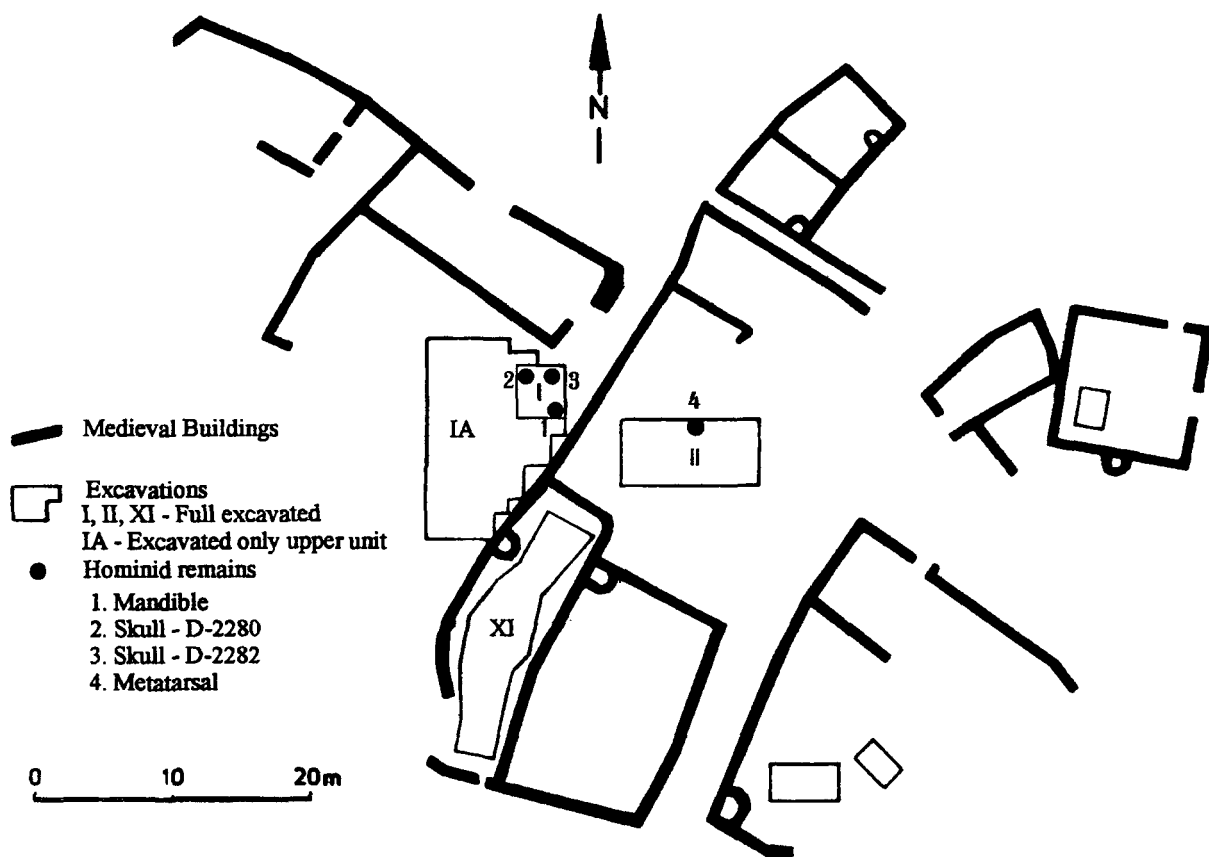 N
2
I
3
1
IA
4
II
XI
Medieval Buildings
Excavations
I, II, XI - Full excavated
IA - Excavated only upper unit
Hominid remains
1. Mandible
2. Skull - D-2280
3. Skull - D-2282
4. Metatarsal
0 10 20m